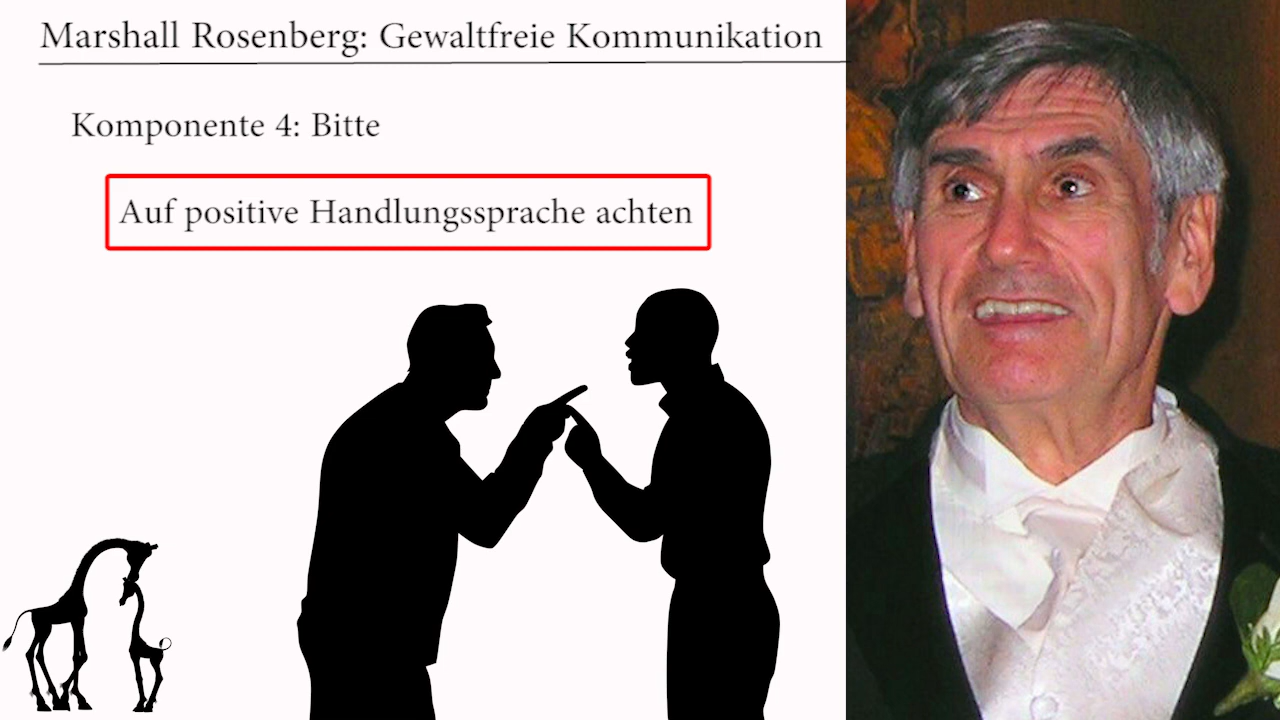 Marshall Rosenberg: Gewaltfreie Kommunikation
Komponente 4: Bitte
Auf positive Handlungssprache achten